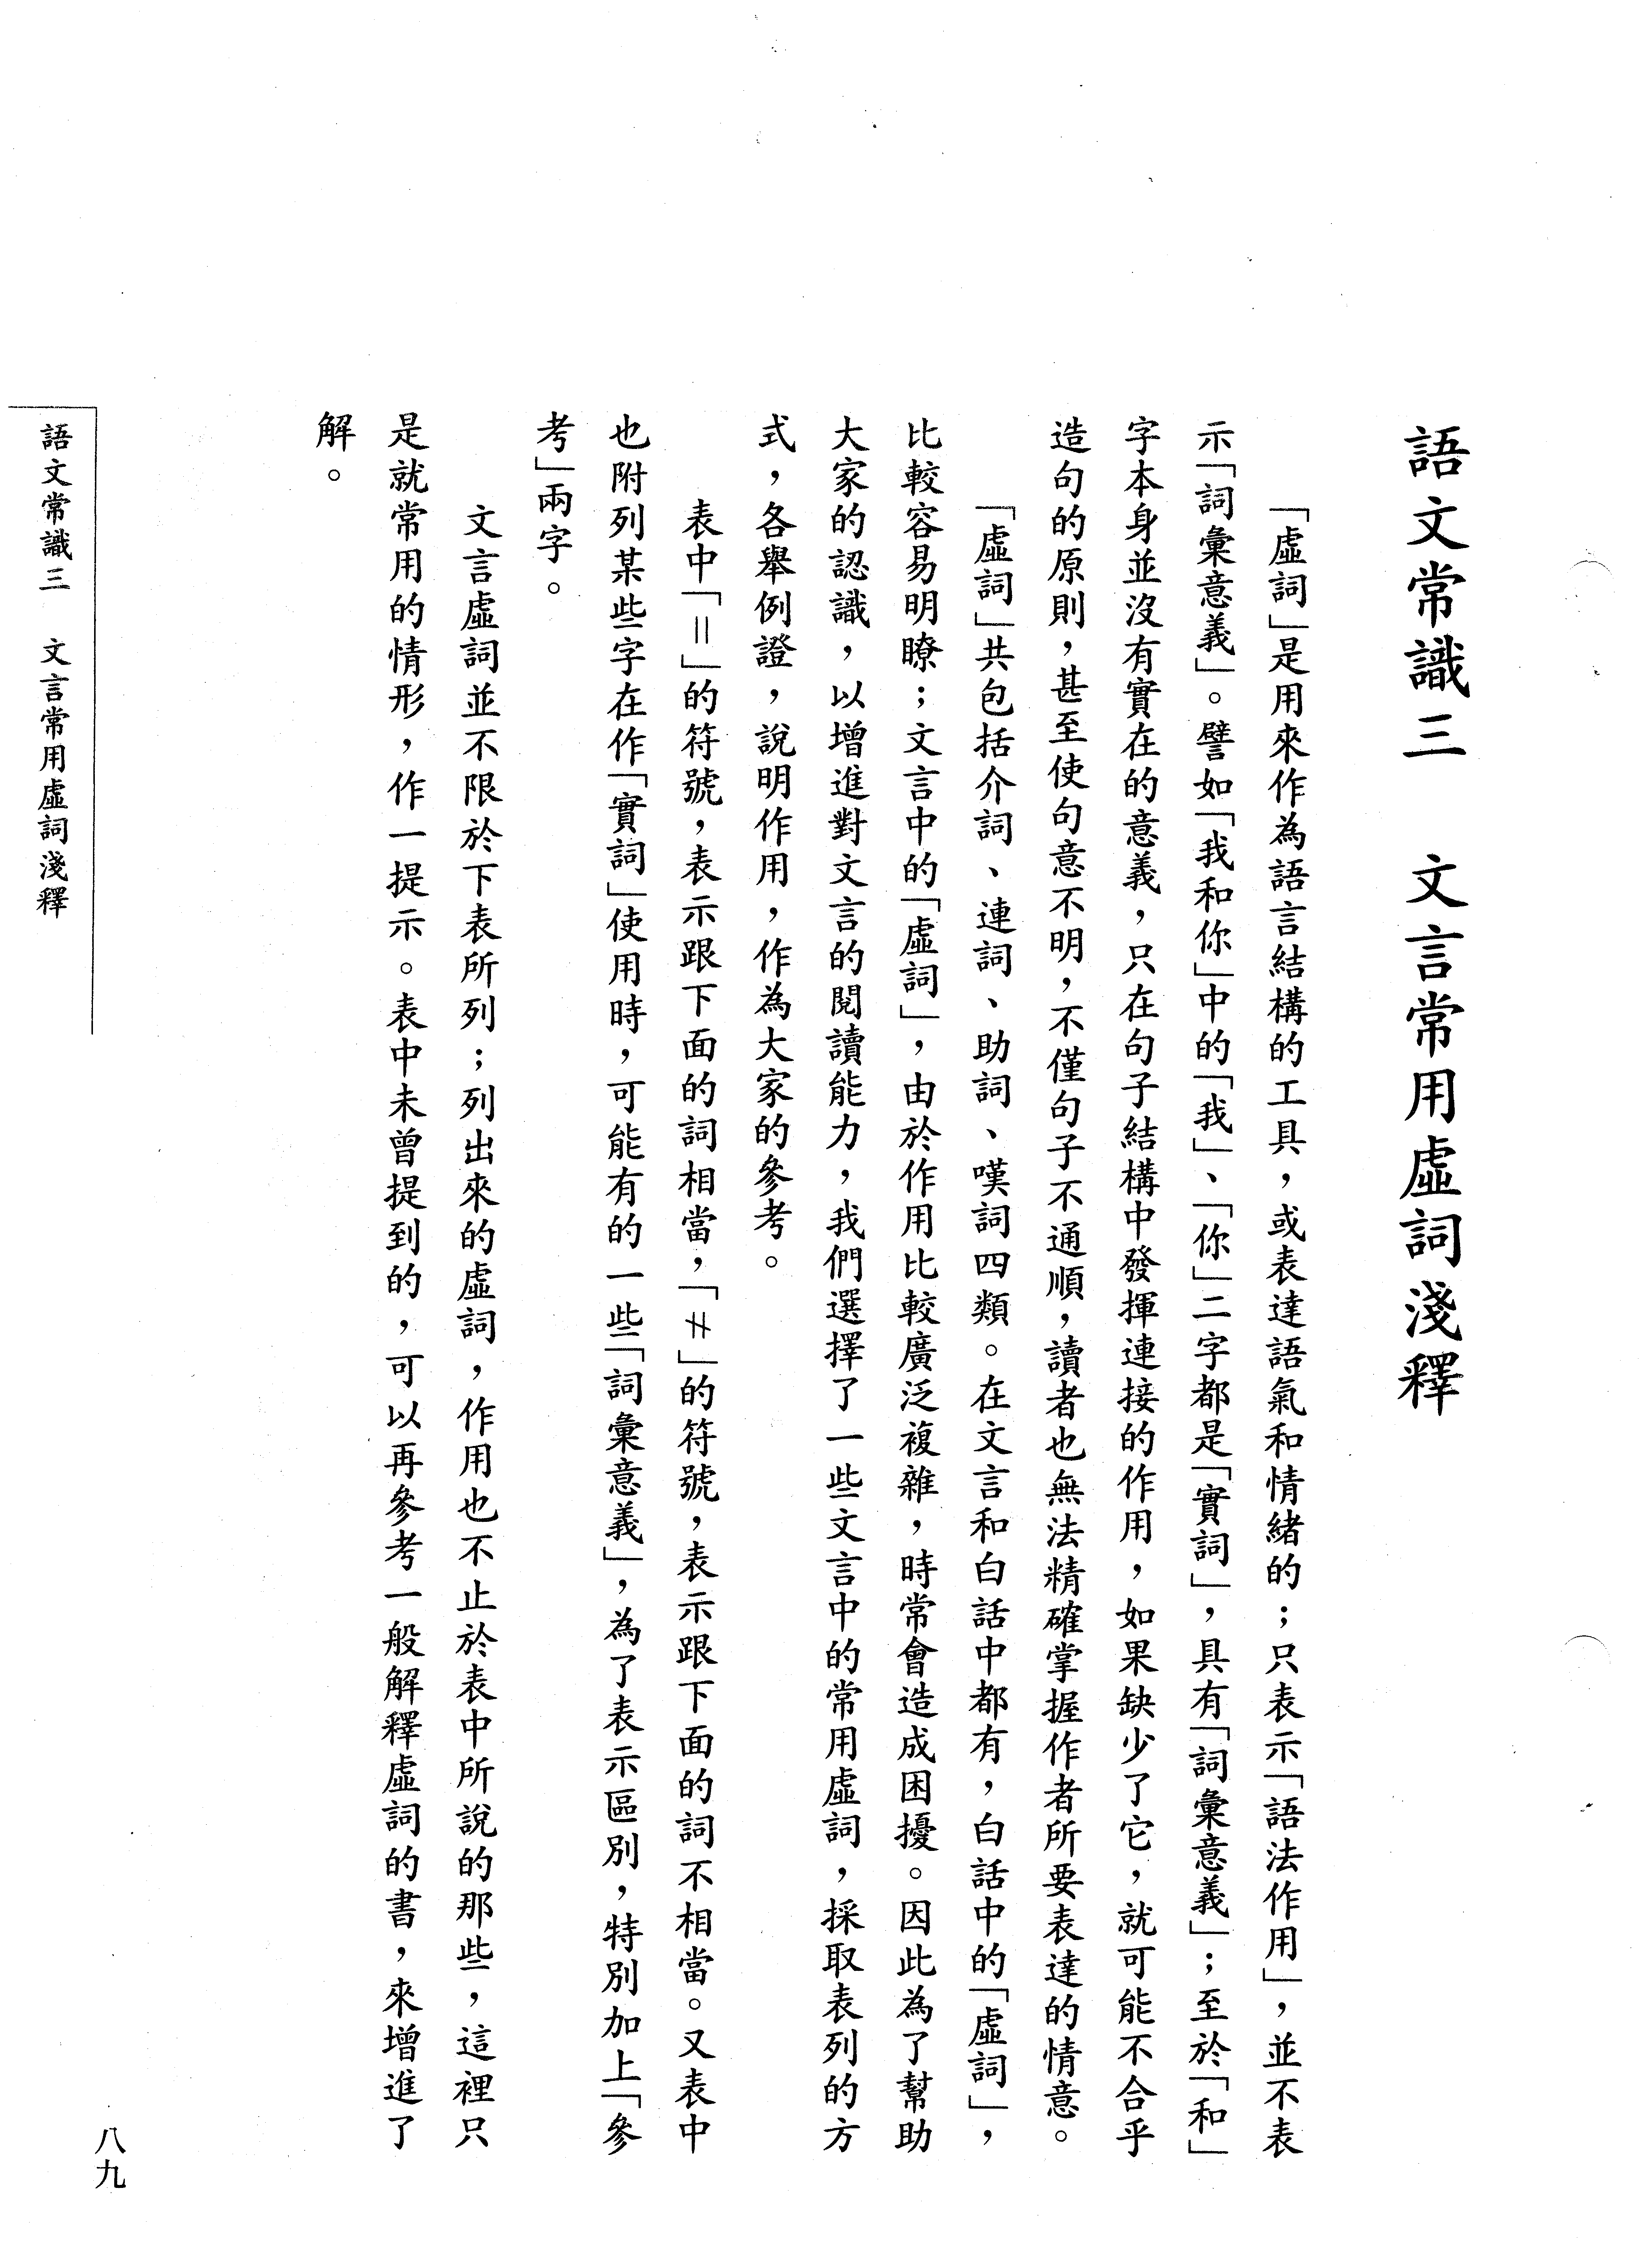 語文常識三　文言常用虛詞淺釋
「虛詞」是用來作為語言結構的工具，或表達語氣和情緒的；只表示「語法作用」，並不表
示「詞彙意義」。譬如「我和你」中的「我」、「你」二字都是「實詞」，具有「詞彙意義」；至於「和」
字本身並沒有實在的意義，只在句子結構中發揮連接的作用，如果缺少了它，就可能不合乎
造句的原則，甚至使句意不明，不僅句子不通順，讀者也無法精確掌握作者所要表達的情意。
「虛詞」共包括介詞、連詞、助詞、嘆詞四類。在文言和白話中都有，白話中的「虛詞」，
比較容易明瞭；文言中的「虛詞」，由於作用比較廣泛複雜，時常會造成困擾。因此為了幫助
大家的認識，以增進對文言的閱讀能力，我們選擇了一些文言中的常用虛詞，採取表列的方
式，各舉例證，說明作用，作為大家的參考。
表中「＝」的符號，表示跟下面的詞相當，「≠」的符號，表示跟下面的詞不相當。又表中
也附列某些字在作「實詞」使用時，可能有的一些「詞彙意義」，為了表示區別，特別加上「參
考」兩字。
文言虛詞並不限於下表所列；列出來的虛詞，作用也不止於表中所說的那些，這裡只
是就常用的情形，作一提示。表中未曾提到的，可以再參考一般解釋虛詞的書，來增進了
解。
語文常識三　文言常用虛詞淺釋
八九